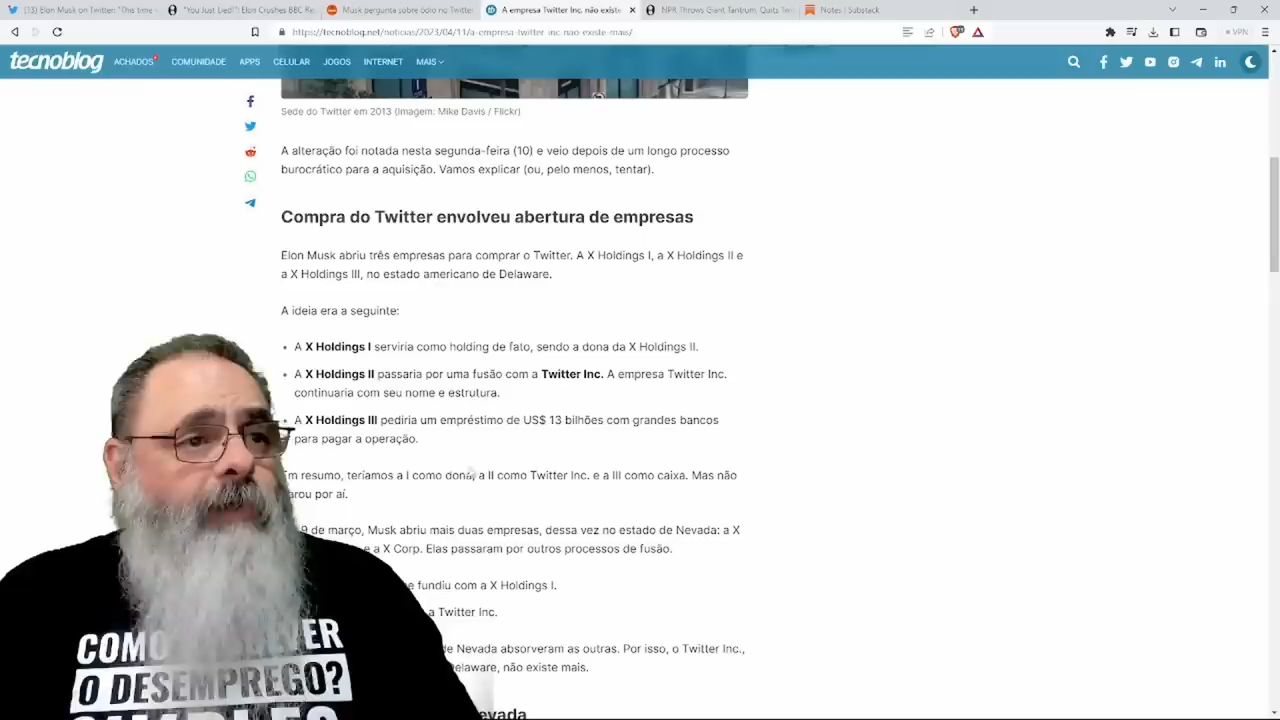 (13) Elon Musk on Twitter: "This time
"You Just Lied!": Elon Crushes BBC Re
Musk pergunta sobre ódio no Twitter
A empresa Twitter Inc. não existe
NPR Throws Giant Tantrum, Quits Tw
Notes | Substack
https://tecnoblog.net/noticias/2023/04/11/a-empresa-twitter-inc-nao-existe-mais/
VPN
tecnoblog ACHADOS COMUNIDADE APPS CELULAR JOGOS INTERNET MAIS
Sede do Twitter em 2013 (Imagem: Mike Davis / Flickr)
A alteração foi notada nesta segunda-feira (10) e veio depois de um longo processo
burocrático para a aquisição. Vamos explicar (ou, pelo menos, tentar).
Compra do Twitter envolveu abertura de empresas
Elon Musk abriu três empresas para comprar o Twitter. A X Holdings I, a X Holdings II e
a X Holdings III, no estado americano de Delaware.
A ideia era a seguinte:
• A X Holdings I serviria como holding de fato, sendo a dona da X Holdings II.
• A X Holdings II passaria por uma fusão com a Twitter Inc. A empresa Twitter Inc.
continuaria com seu nome e estrutura.
• A X Holdings III pediria um empréstimo de US$ 13 bilhões com grandes bancos
para pagar a operação.
Em resumo, teríamos a I como dona, a II como Twitter Inc. e a III como caixa. Mas não
arou por aí.
9 de março, Musk abriu mais duas empresas, dessa vez no estado de Nevada: a X
e a X Corp. Elas passaram por outros processos de fusão.
e fundiu com a X Holdings I.
a Twitter Inc.
de Nevada absorveram as outras. Por isso, o Twitter Inc.,
Delaware, não existe mais.
evada
COMO VER
O DESEMPREGO?